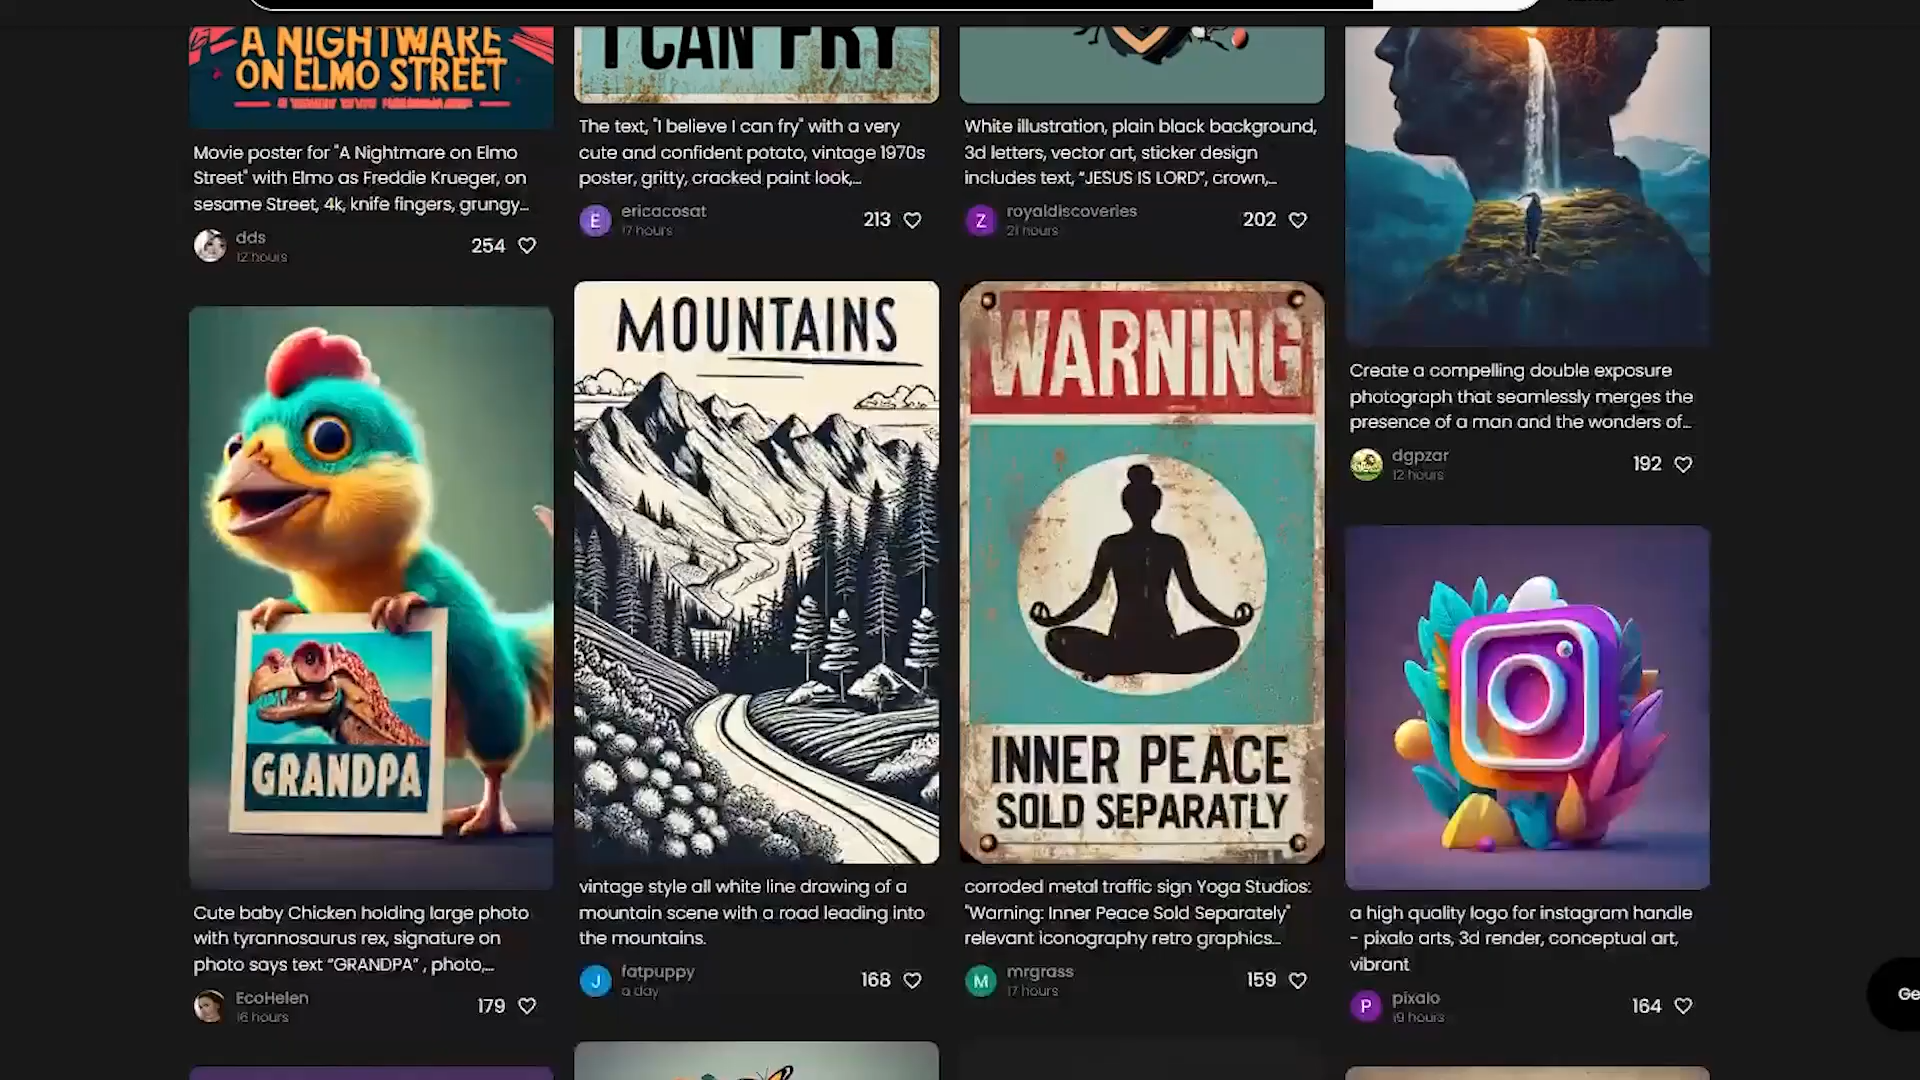 A NIGHTWARE
ON ELMO STREET
Movie poster for "A Nightmare on Elmo
Street" with Elmo as Freddie Krueger, on
sesame Street, 4k, knife fingers, grungy...
dds
12 hours
254
I CAN FRY
The text, "I believe I can fry" with a very
cute and confident potato, vintage 1970s
poster, gritty, cracked paint look,...
E
ericacosat
17 hours
213
White illustration, plain black background,
3d letters, vector art, sticker design
includes text, “JESUS IS LORD”, crown,...
Z
royaldiscoveries
21 hours
202
Create a compelling double exposure
photograph that seamlessly merges the
presence of a man and the wonders of...
dgpzar
12 hours
192
GRANDPA
Cute baby Chicken holding large photo
with tyrannosaurus rex, signature on
photo says text “GRANDPA” , photo,...
EcoHelen
16 hours
179
MOUNTAINS
vintage style all white line drawing of a
mountain scene with a road leading into
the mountains.
J
fatpuppy
a day
168
WARNING
INNER PEACE
SOLD SEPARATLY
corroded metal traffic sign Yoga Studios:
"Warning: Inner Peace Sold Separately"
relevant iconography retro graphics...
M
mrgrass
17 hours
159
a high quality logo for instagram handle
- pixalo arts, 3d render, conceptual art,
vibrant
P
pixalo
19 hours
164
Ge